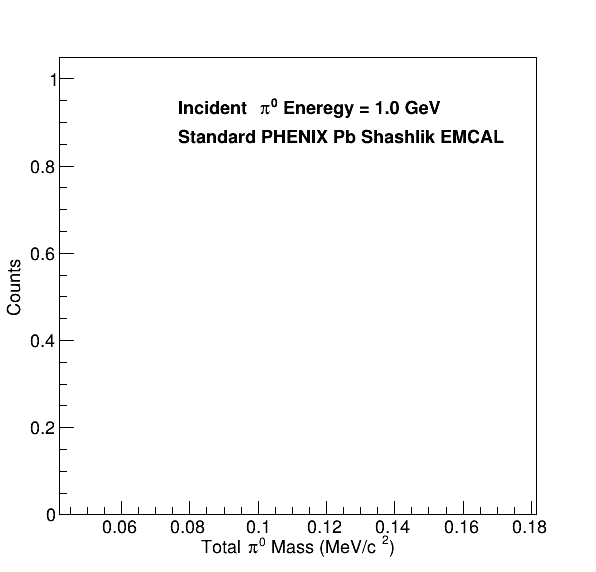 Incident π⁰ Eneregy = 1.0 GeV
Standard PHENIX Pb Shashlik EMCAL
Counts
1
0.8
0.6
0.4
0.2
0
0.06 0.08 0.1 0.12 0.14 0.16 0.18
Total π⁰ Mass (MeV/c ²)